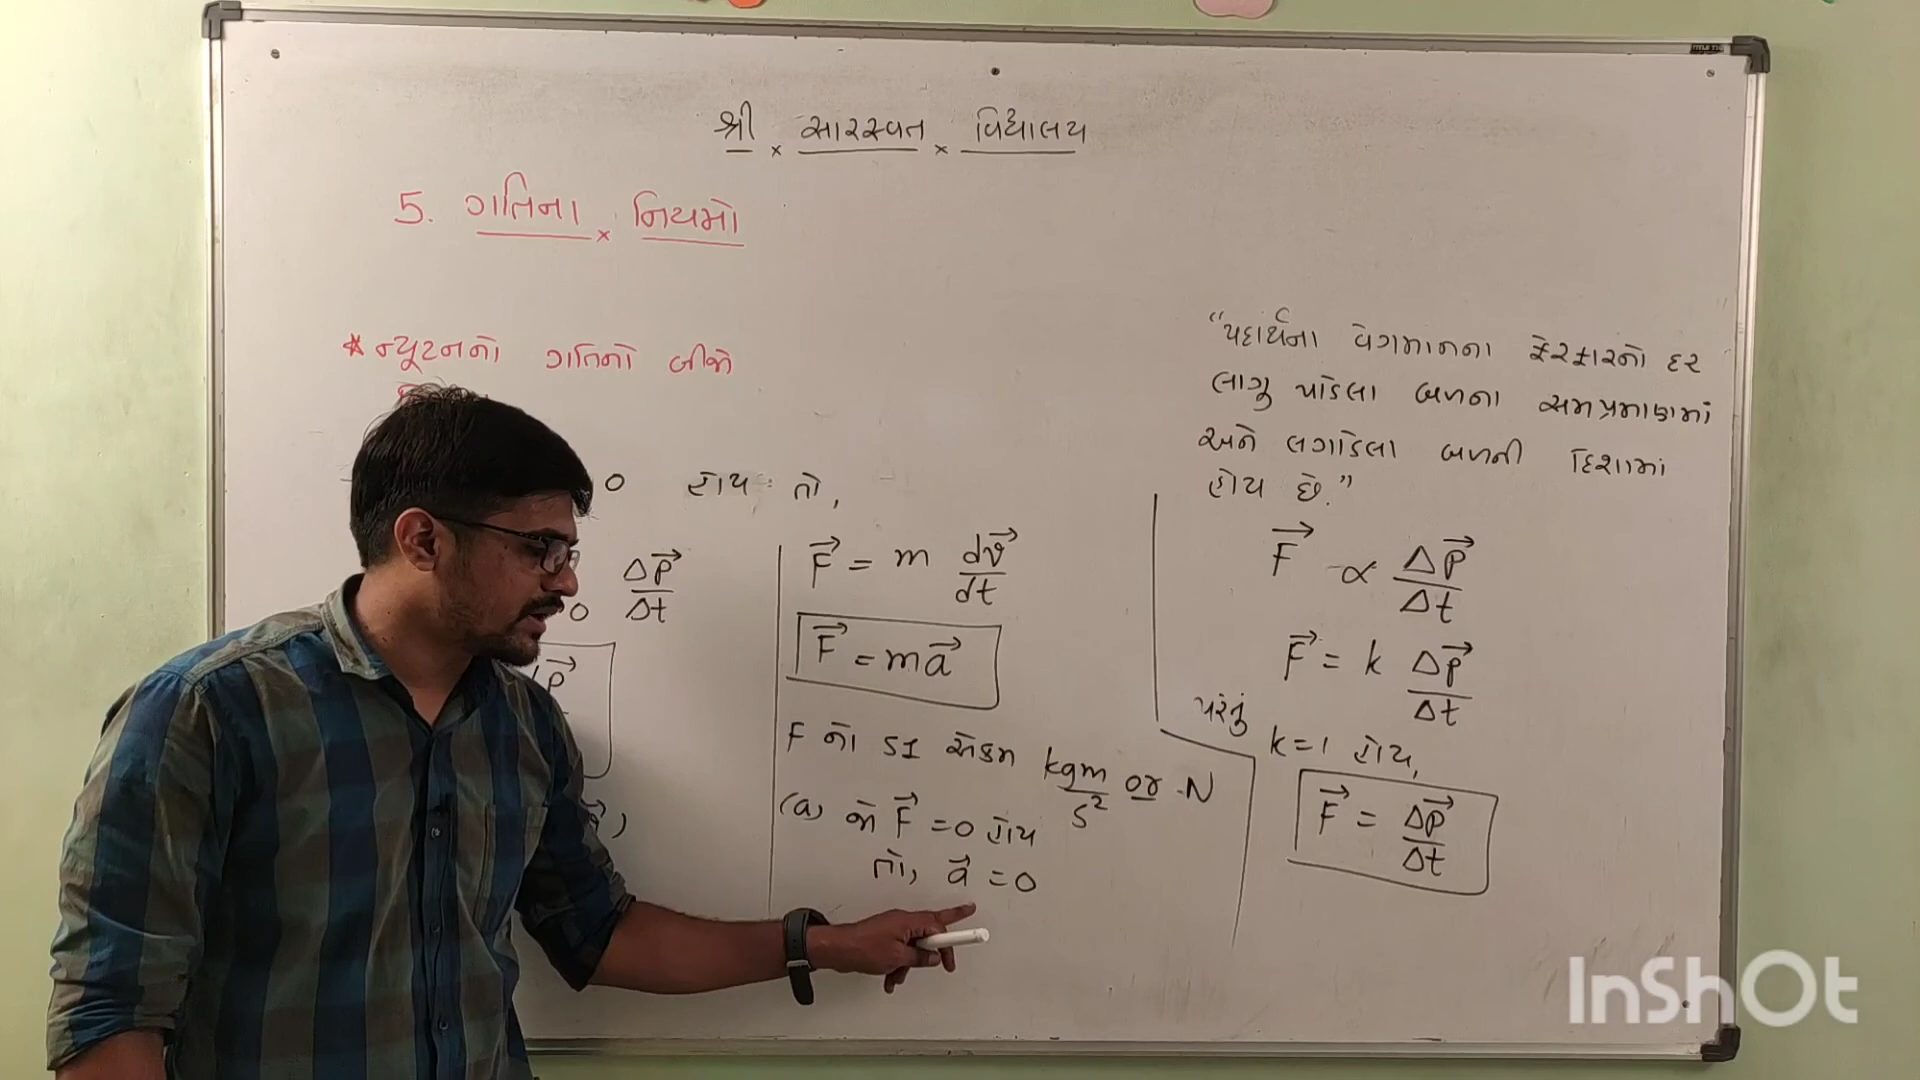 શ્રી × સારસ્વત × વિદ્યાલય
5. ગતિના × નિયમો
* ન્યૂટનનો ગતિનો બીજો
0 હોય તો,
0 Δp⃗/Δt
F⃗ = m dv⃗/dt
F⃗ = ma⃗
F નો SI એકમ kgm/s² or N
(a) જો F⃗ = 0 હોય
તો, a⃗ = 0
“પદાર્થના વેગમાનના ફેરફારનો દર
લાગુ પાડેલા બળના સમપ્રમાણમાં
અને લગાડેલા બળની દિશામાં
હોય છે.”
F⃗ ∝ Δp⃗/Δt
F⃗ = k Δp⃗/Δt
પરંતુ
k=1 હોય,
F⃗ = Δp⃗/Δt
InShOt